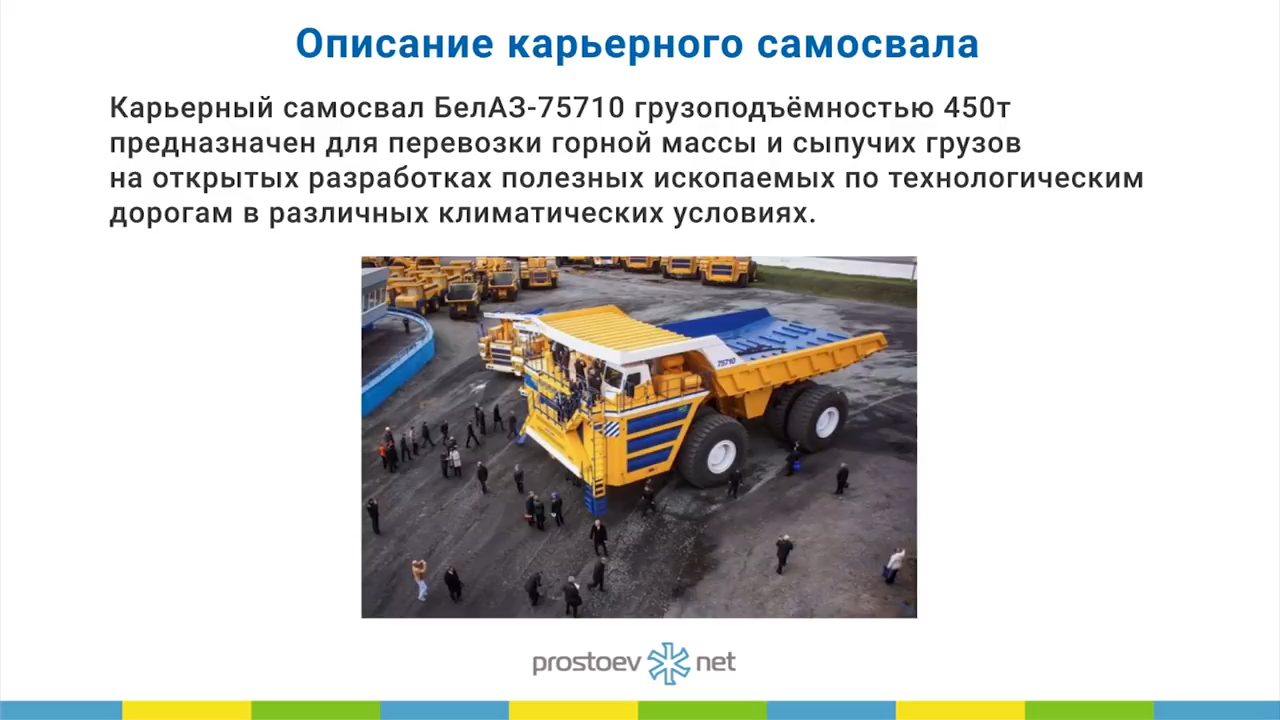 Описание карьерного самосвала
Карьерный самосвал БелАЗ-75710 грузоподъёмностью 450т
предназначен для перевозки горной массы и сыпучих грузов
на открытых разработках полезных ископаемых по технологическим
дорогам в различных климатических условиях.
75710
prostoev net